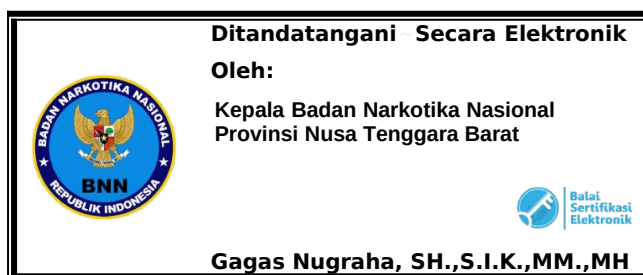 Ditandatangani Secara Elektronik
Oleh:
Kepala Badan Narkotika Nasional
Provinsi Nusa Tenggara Barat
BADAN NARKOTIKA NASIONAL
BNN
REPUBLIK INDONESIA
Balai
Sertifikasi
Elektronik
Gagas Nugraha, SH.,S.I.K.,MM.,MH